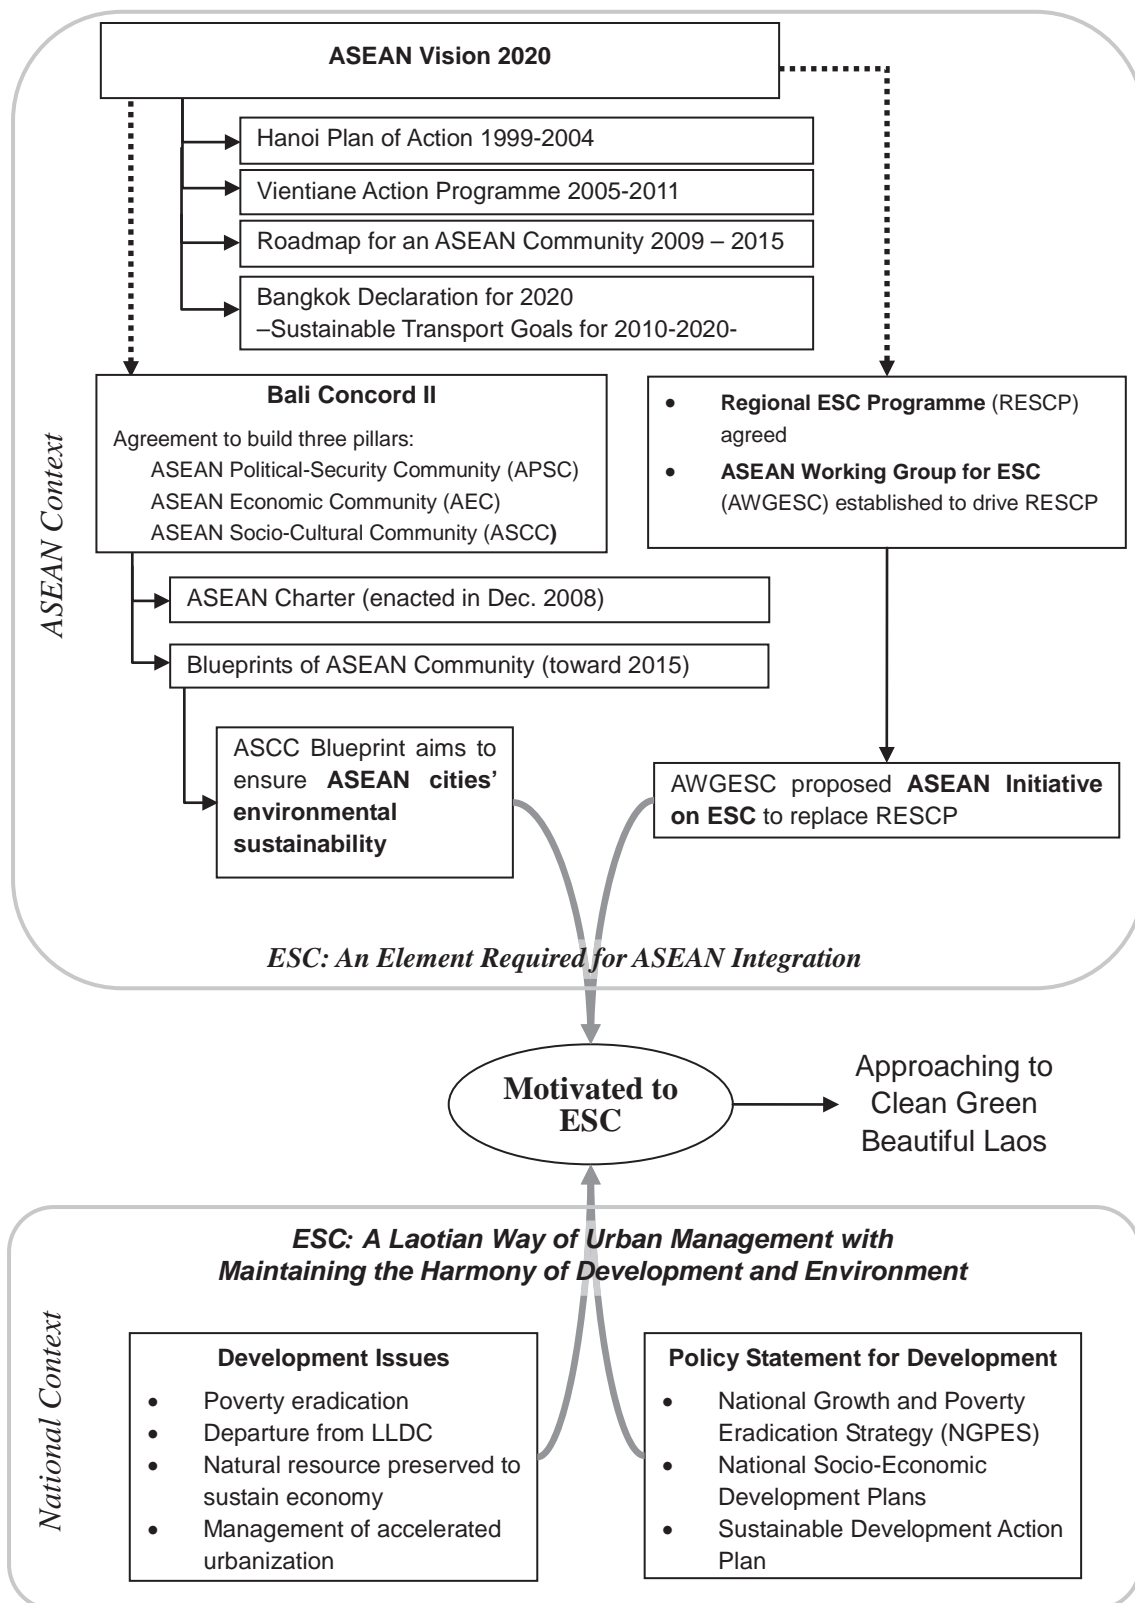 ASEAN Vision 2020
Hanoi Plan of Action 1999-2004
Vientiane Action Programme 2005-2011
Roadmap for an ASEAN Community 2009 – 2015
Bangkok Declaration for 2020
–Sustainable Transport Goals for 2010-2020-
Bali Concord II
Agreement to build three pillars:
ASEAN Political-Security Community (APSC)
ASEAN Economic Community (AEC)
ASEAN Socio-Cultural Community (ASCC)
• Regional ESC Programme (RESCP)
agreed
• ASEAN Working Group for ESC
(AWGESC) established to drive RESCP
ASEAN Context
ASEAN Charter (enacted in Dec. 2008)
Blueprints of ASEAN Community (toward 2015)
ASCC Blueprint aims to
ensure ASEAN cities’
environmental
sustainability
AWGESC proposed ASEAN Initiative
on ESC to replace RESCP
ESC: An Element Required for ASEAN Integration
Motivated to
ESC
Approaching to
Clean Green
Beautiful Laos
ESC: A Laotian Way of Urban Management with
Maintaining the Harmony of Development and Environment
National Context
Development Issues
• Poverty eradication
• Departure from LLDC
• Natural resource preserved to
sustain economy
• Management of accelerated
urbanization
Policy Statement for Development
• National Growth and Poverty
Eradication Strategy (NGPES)
• National Socio-Economic
Development Plans
• Sustainable Development Action
Plan